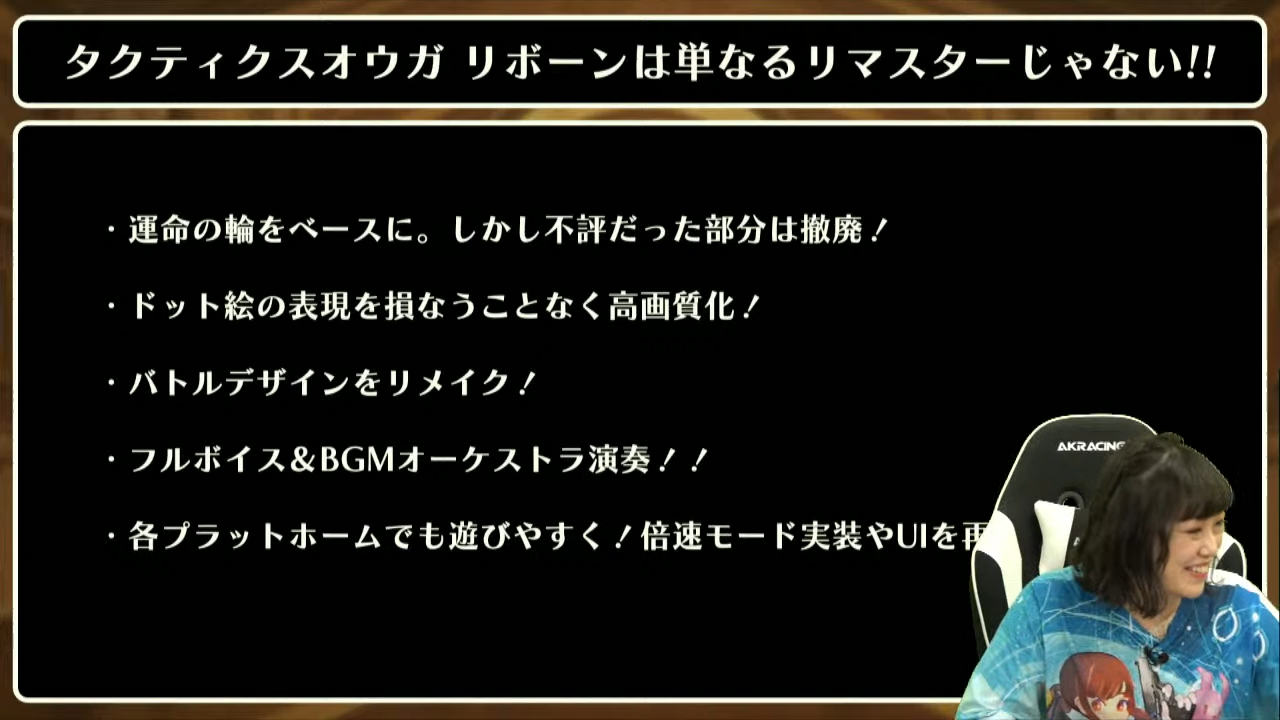 タクティクスオウガ リボーンは単なるリマスターじゃない!!
・運命の輪をベースに。しかし不評だった部分は撤廃！
・ドット絵の表現を損なうことなく高画質化！
・バトルデザインをリメイク！
・フルボイス&BGMオーケストラ演奏！！
・各プラットホームでも遊びやすく！倍速モード実装やUIを再
AKRACING